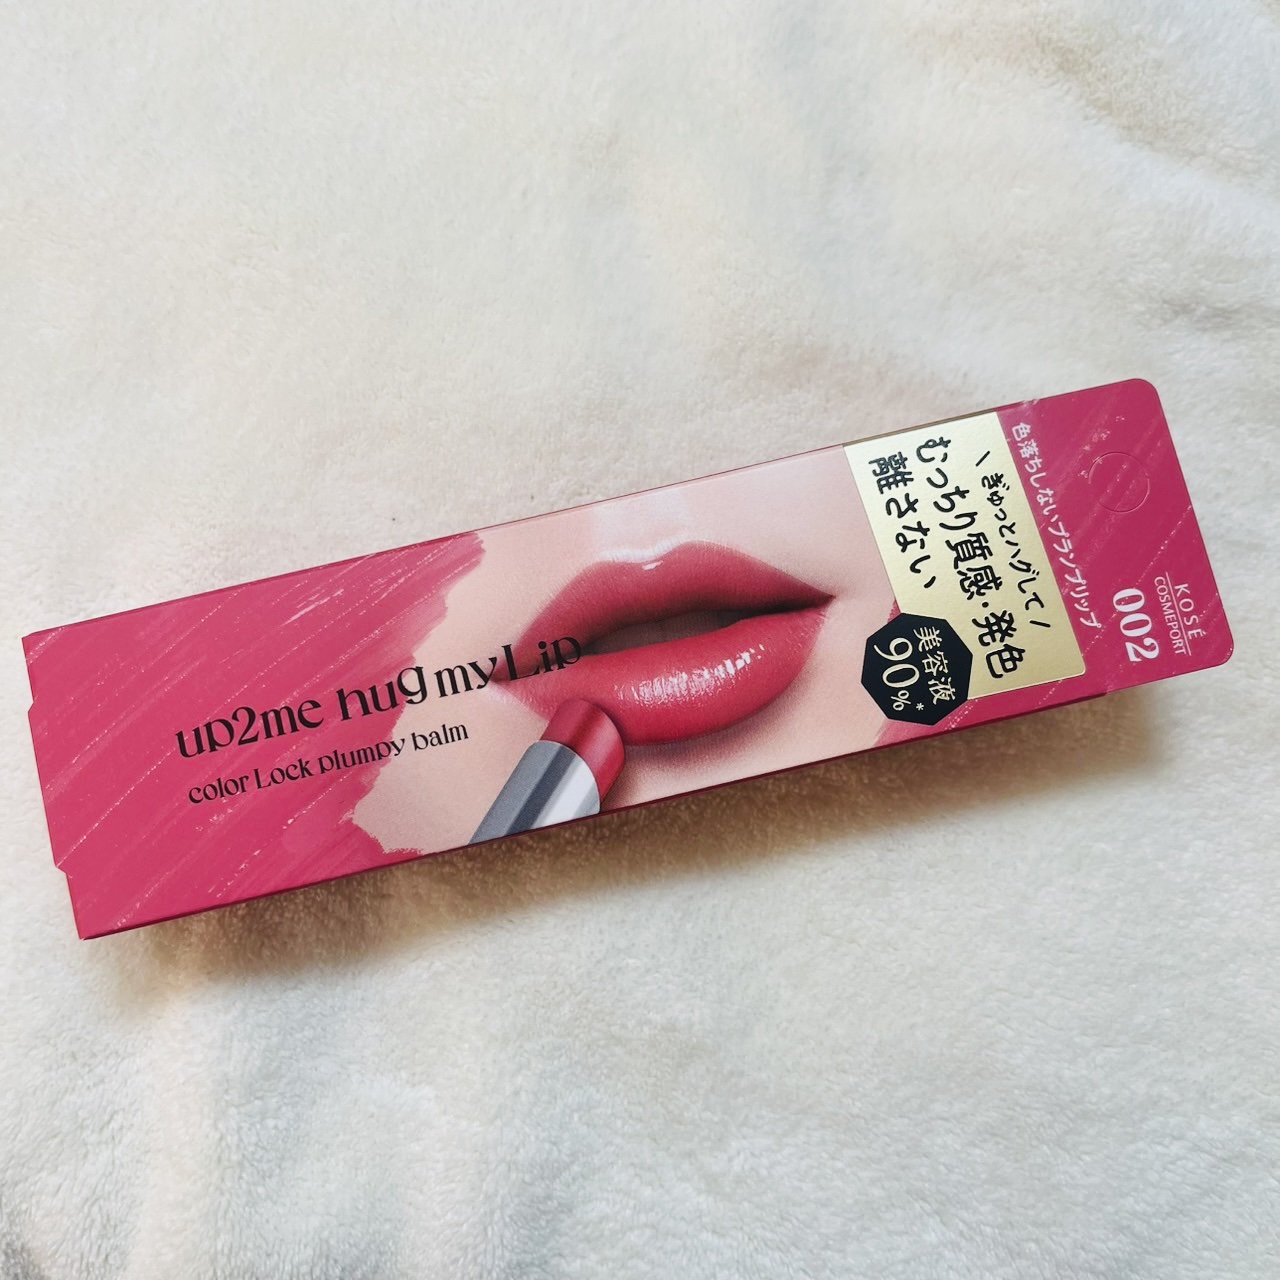 KOSÉ
COSMEPORT
002
色落ちしないプランプリップ
\ ぎゅっとハグして /
むっちり質感・発色
離さない
美容液
90%*
up2me hug my Lip
color Lock plumpy balm